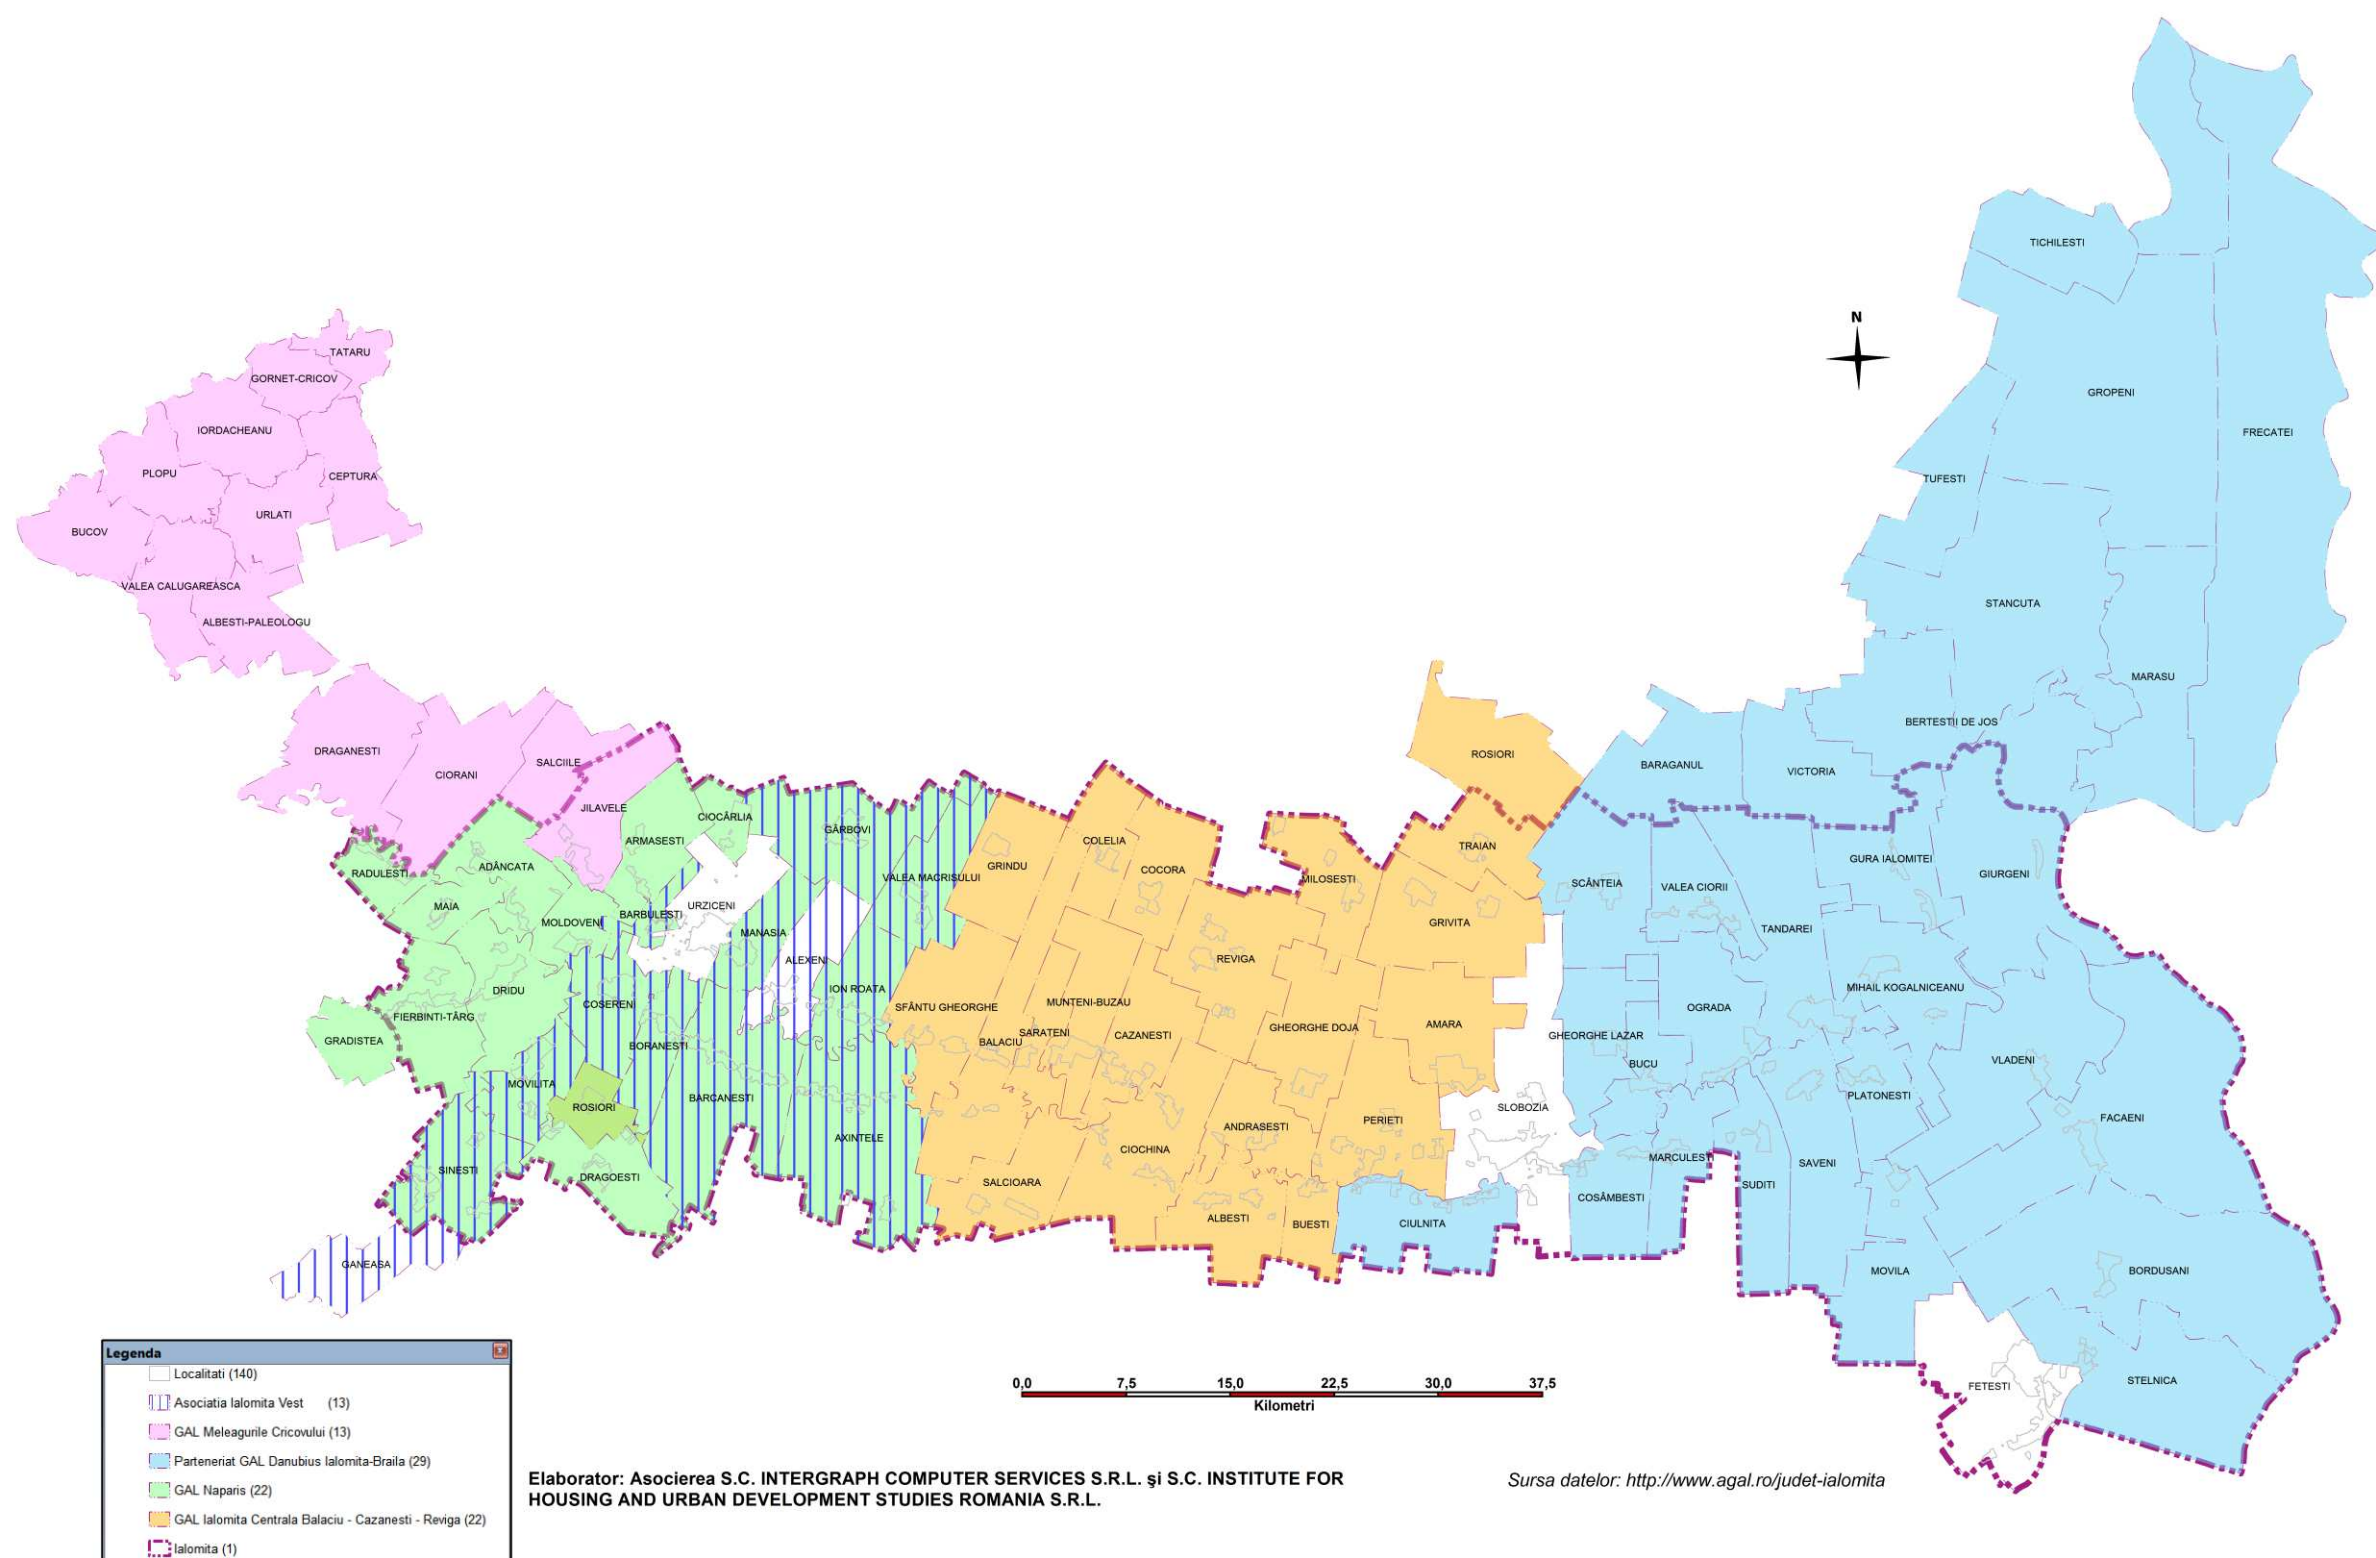 TICHILESTI
N
TATARU
GORNET-CRICOV
GROPENI
IORDACHEANU
FRECATEI
PLOPU
CEPTURA
TUFESTI
URLATI
BUCOV
VALEA CALUGAREASCA
STANCUTA
ALBESTI-PALEOLOGU
MARASU
BERTESTII DE JOS
DRAGANESTI
ROSIORI
SALCIILE
BARAGANUL
VICTORIA
CIORANI
JILAVELE
CIOCÂRLIA
GÂRBOVI
ARMASESTI
COLELIA
TRAIAN
GURA IALOMITEI
ADÂNCATA
GRINDU
COCORA
RADULESTI
VALEA MACRISULUI
MILOSESTI
GIURGENI
SCÂNTEIA
VALEA CIORII
MAIA
URZICENI
BARBULESTI
MOLDOVENI
GRIVITA
TANDAREI
MANASIA
ALEXENI
REVIGA
DRIDU
ION ROATA
MIHAIL KOGALNICEANU
COSERENI
SFÂNTU GHEORGHE
MUNTENI-BUZAU
OGRADA
FIERBINTI-TÂRG
AMARA
GHEORGHE DOJA
SARATENI
CAZANESTI
GHEORGHE LAZAR
GRADISTEA
BALACIU
BORANESTI
VLADENI
BUCU
MOVILITA
BARCANESTI
PLATONESTI
ROSIORI
SLOBOZIA
FACAENI
PERIETI
ANDRASESTI
AXINTELE
CIOCHINA
MARCULESTI
SAVENI
SINESTI
DRAGOESTI
SALCIOARA
SUDITI
COSÂMBESTI
ALBESTI
BUESTI
CIULNITA
GANEASA
MOVILA
BORDUSANI
STELNICA
FETESTI
0,0 7,5 15,0 22,5 30,0 37,5
Kilometri
Legenda
Localitati (140)
Asociatia Ialomita Vest (13)
GAL Meleagurile Cricovului (13)
Parteneriat GAL Danubius Ialomita-Braila (29)
GAL Naparis (22)
GAL Ialomita Centrala Balaciu - Cazanesti - Reviga (22)
Ialomita (1)
Elaborator: Asocierea S.C. INTERGRAPH COMPUTER SERVICES S.R.L. şi S.C. INSTITUTE FOR
HOUSING AND URBAN DEVELOPMENT STUDIES ROMANIA S.R.L.
Sursa datelor: http://www.agal.ro/judet-ialomita